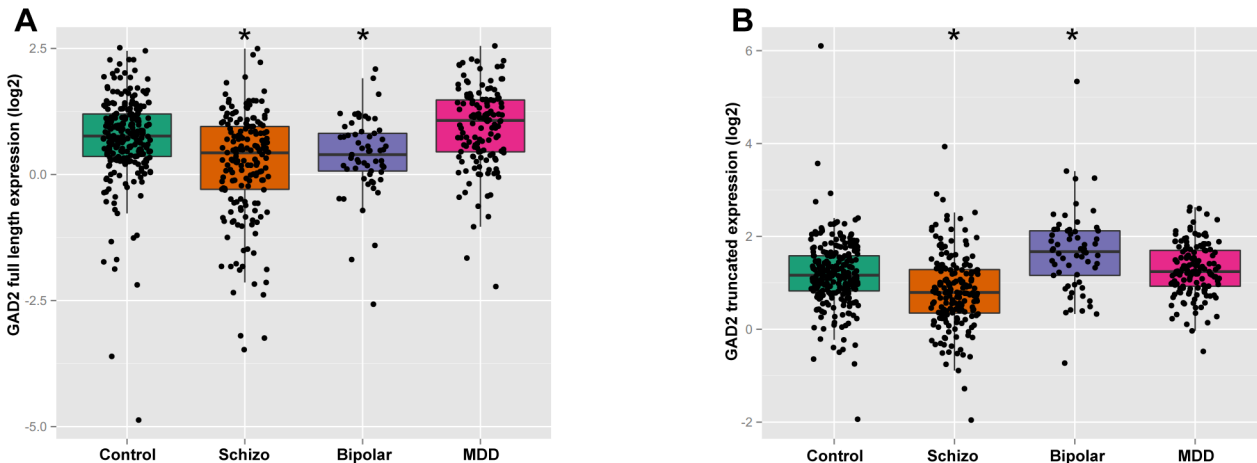 A
GAD2 full length expression (log2)
2.5
0.0
-2.5
-5.0
* *
Control Schizo Bipolar MDD
B
GAD2 truncated expression (log2)
6
4
2
0
-2
* *
Control Schizo Bipolar MDD